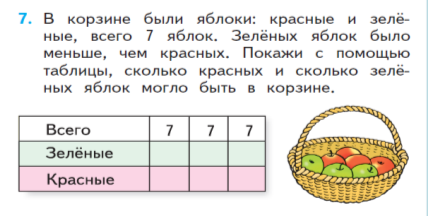 7. В корзине были яблоки: красные и зелё-
ные, всего 7 яблок. Зелёных яблок было
меньше, чем красных. Покажи с помощью
таблицы, сколько красных и сколько зелё-
ных яблок могло быть в корзине.
Всего 7 7 7
Зелёные
Красные